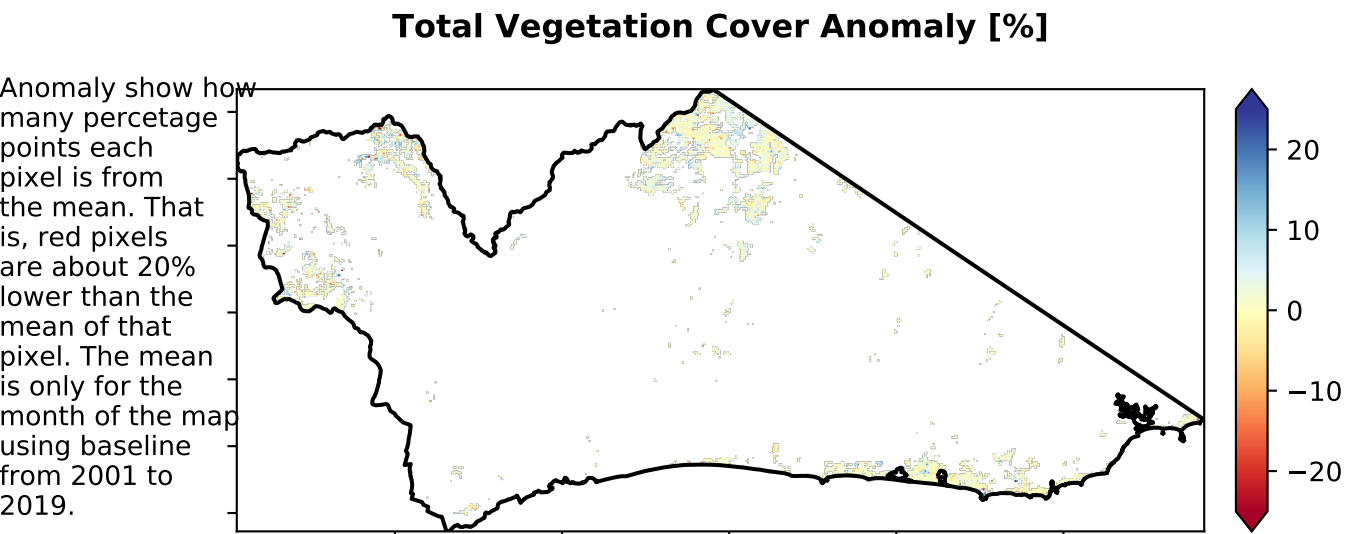 Total Vegetation Cover Anomaly [%]
Anomaly show how
many percetage
points each
pixel is from
the mean. That
is, red pixels
are about 20%
lower than the
mean of that
pixel. The mean
is only for the
month of the map
using baseline
from 2001 to
2019.
20
10
0
−10
−20